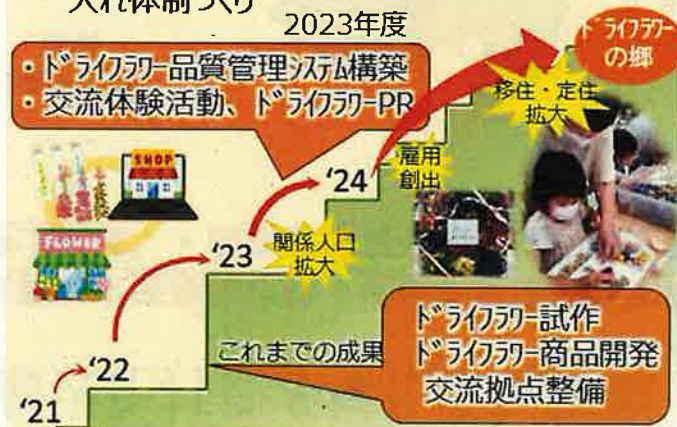 入れ体制づくり
2023年度
・ドライフラワー品質管理システム構築
・交流体験活動、ドライフラワーPR
ドライフラワー
の郷
移住・定住
拡大
雇用
創出
'24
SHOP
FLOWER
'23
関係人口
拡大
ドライフラワー試作
ドライフラワー商品開発
交流拠点整備
これまでの成果
'22
'21